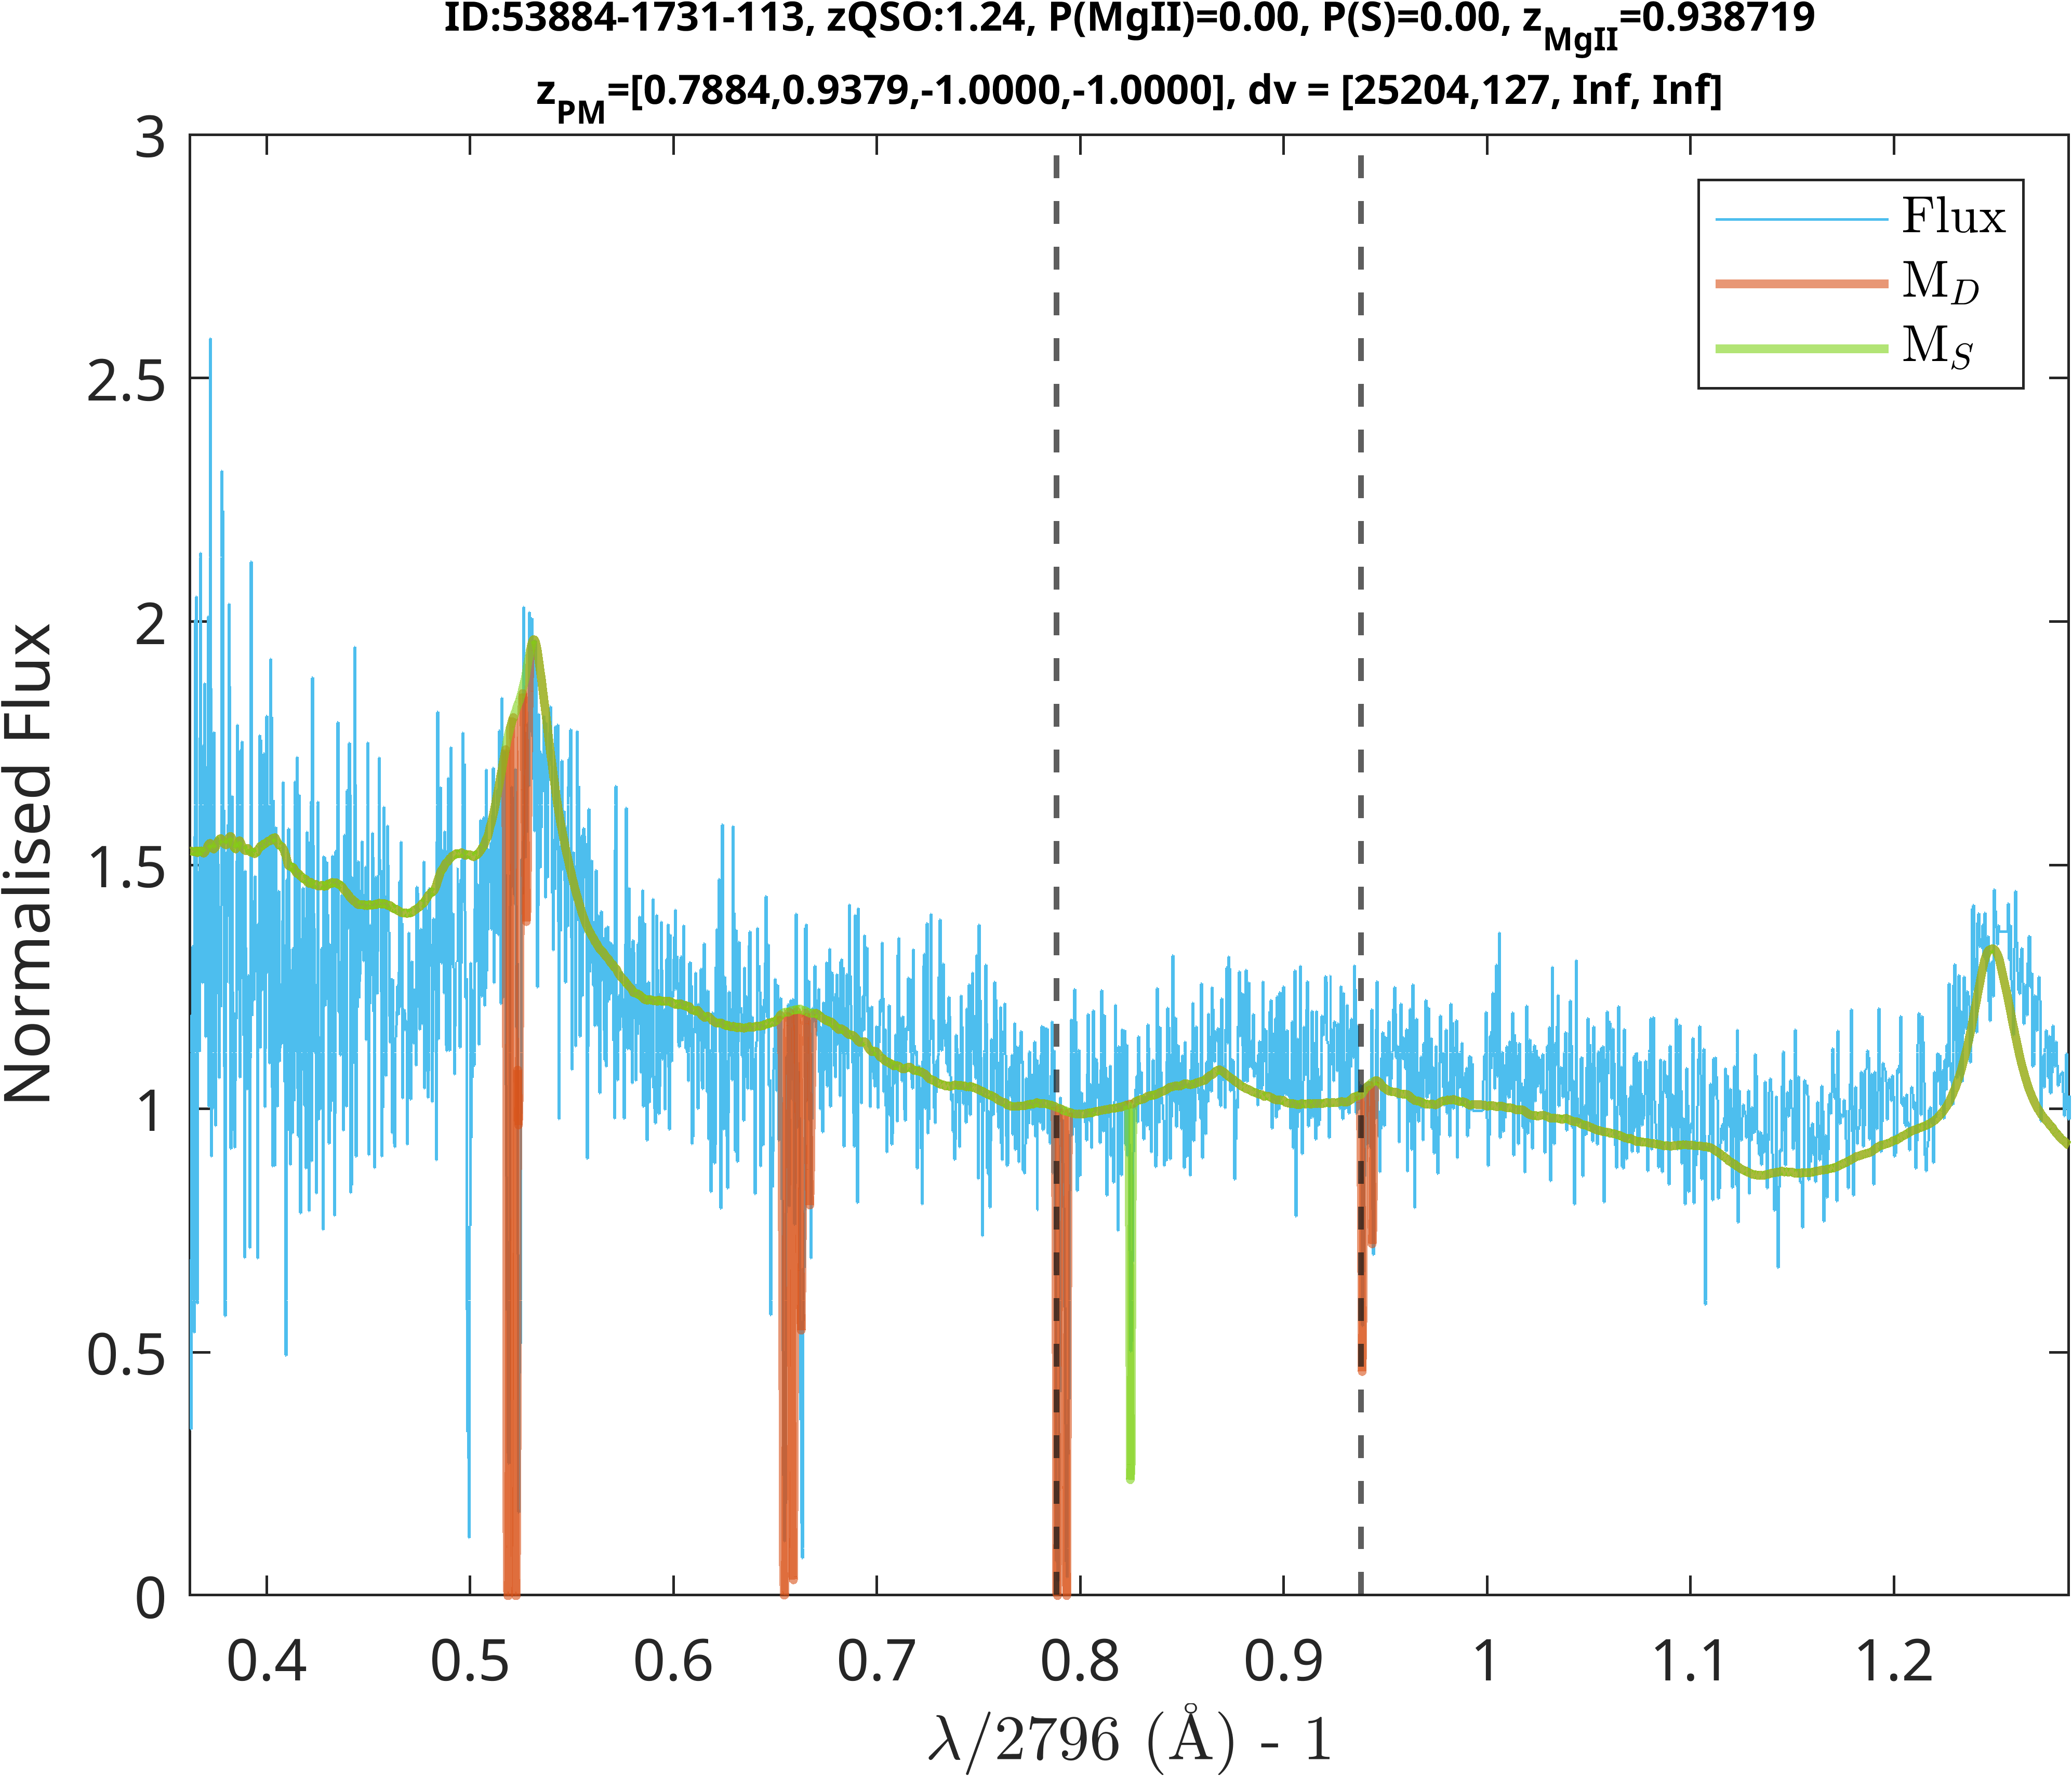 ID:53884-1731-113, zQSO:1.24, P(MgII)=0.00, P(S)=0.00, zMgII=0.938719
zPM=[0.7884,0.9379,-1.0000,-1.0000], dv = [25204,127, Inf, Inf]
3
2.5
2
1.5
1
0.5
0
Normalised Flux
Flux
MD
MS
0.4 0.5 0.6 0.7 0.8 0.9 1 1.1 1.2
λ/2796 (Å) - 1